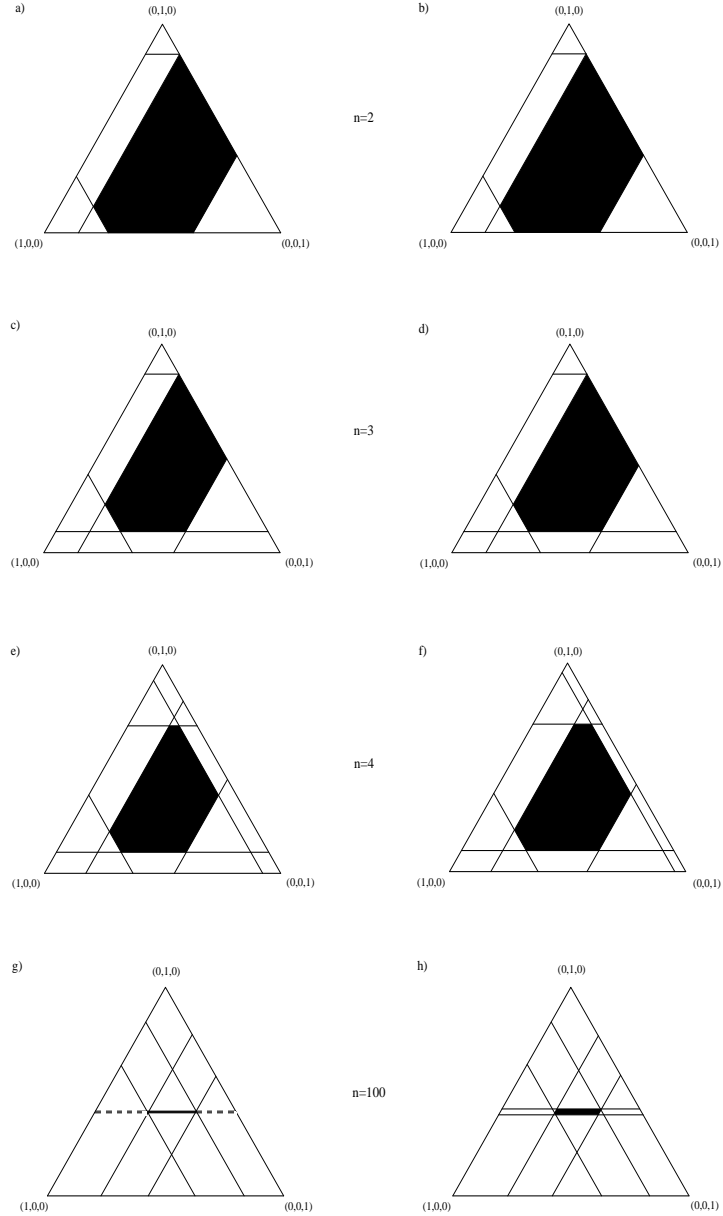 a)
b)
(0,1,0)
(0,1,0)
n=2
(1,0,0)
(0,0,1)
(1,0,0)
(0,0,1)
c)
d)
(0,1,0)
(0,1,0)
n=3
(1,0,0)
(0,0,1)
(1,0,0)
(0,0,1)
e)
f)
(0,1,0)
(0,1,0)
n=4
(1,0,0)
(0,0,1)
(1,0,0)
(0,0,1)
g)
h)
(0,1,0)
(0,1,0)
n=100
(1,0,0)
(0,0,1)
(1,0,0)
(0,0,1)